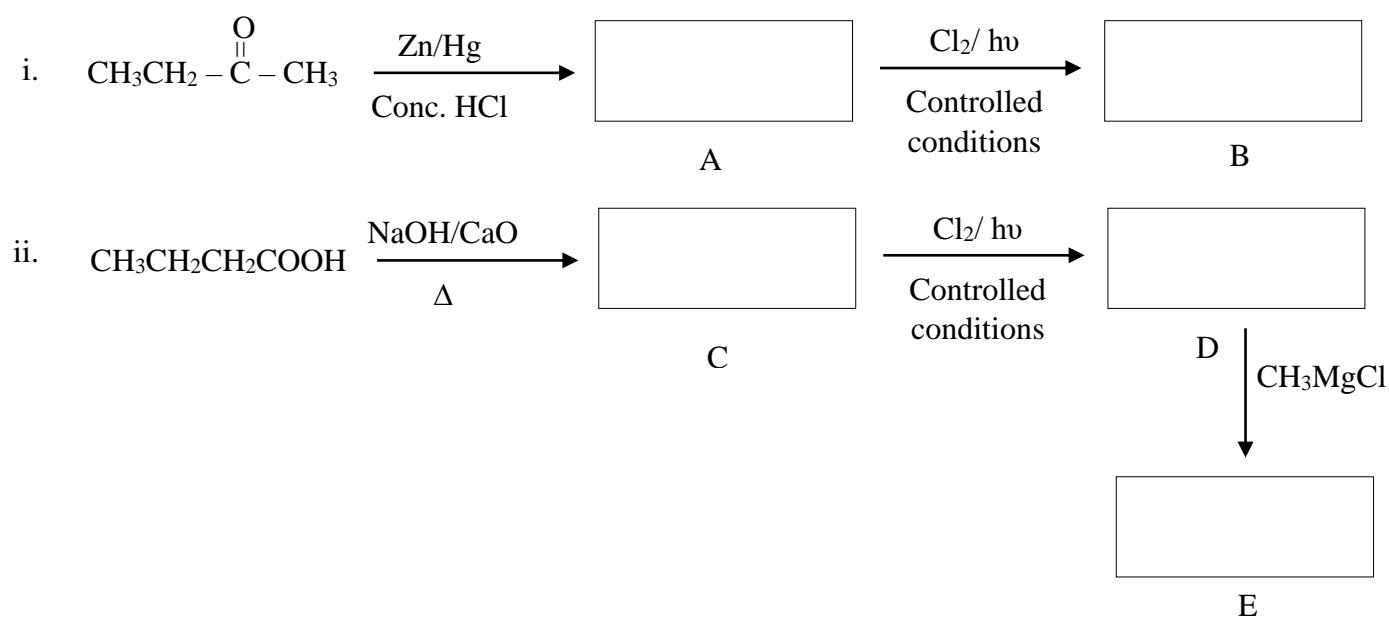 O
||
i. CH₃CH₂ – C – CH₃
Zn/Hg
Conc. HCl
A
Cl₂/ hυ
Controlled
conditions
B
ii. CH₃CH₂CH₂COOH
NaOH/CaO
Δ
C
Cl₂/ hυ
Controlled
conditions
D
CH₃MgCl
E